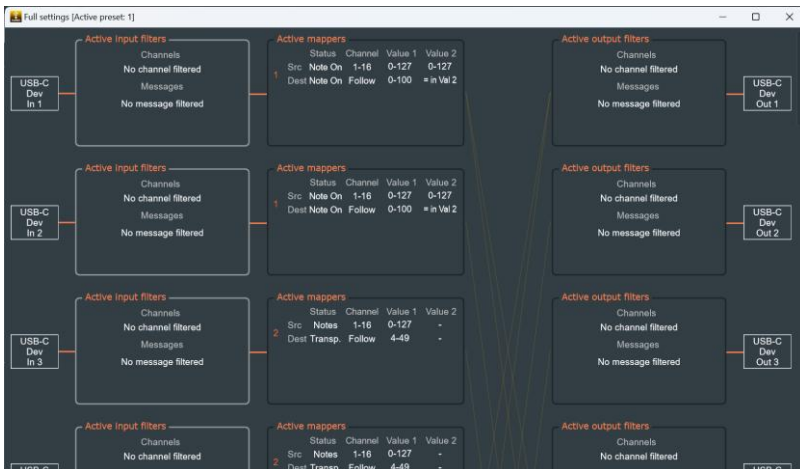 Full settings [Active preset: 1]
Active input filters
Channels
No channel filtered
Messages
No message filtered
USB-C
Dev
In 1
Active mappers
Status Channel Value 1 Value 2
1
Src Note On 1-16 0-127 0-127
Dest Note On Follow 0-100 = in Val 2
Active output filters
Channels
No channel filtered
Messages
No message filtered
USB-C
Dev
Out 1
Active input filters
Channels
No channel filtered
Messages
No message filtered
USB-C
Dev
In 2
Active mappers
Status Channel Value 1 Value 2
1
Src Note On 1-16 0-127 0-127
Dest Note On Follow 0-100 = in Val 2
Active output filters
Channels
No channel filtered
Messages
No message filtered
USB-C
Dev
Out 2
Active input filters
Channels
No channel filtered
Messages
No message filtered
USB-C
Dev
In 3
Active mappers
Status Channel Value 1 Value 2
2
Src Notes 1-16 0-127 -
Dest Transp. Follow 4-49 -
Active output filters
Channels
No channel filtered
Messages
No message filtered
USB-C
Dev
Out 3
Active input filters
Channels
No channel filtered
USB-C
Active mappers
Status Channel Value 1 Value 2
2
Src Notes 1-16 0-127 -
Dest Transp. Follow 4-49 -
Active output filters
Channels
No channel filtered
USB-C